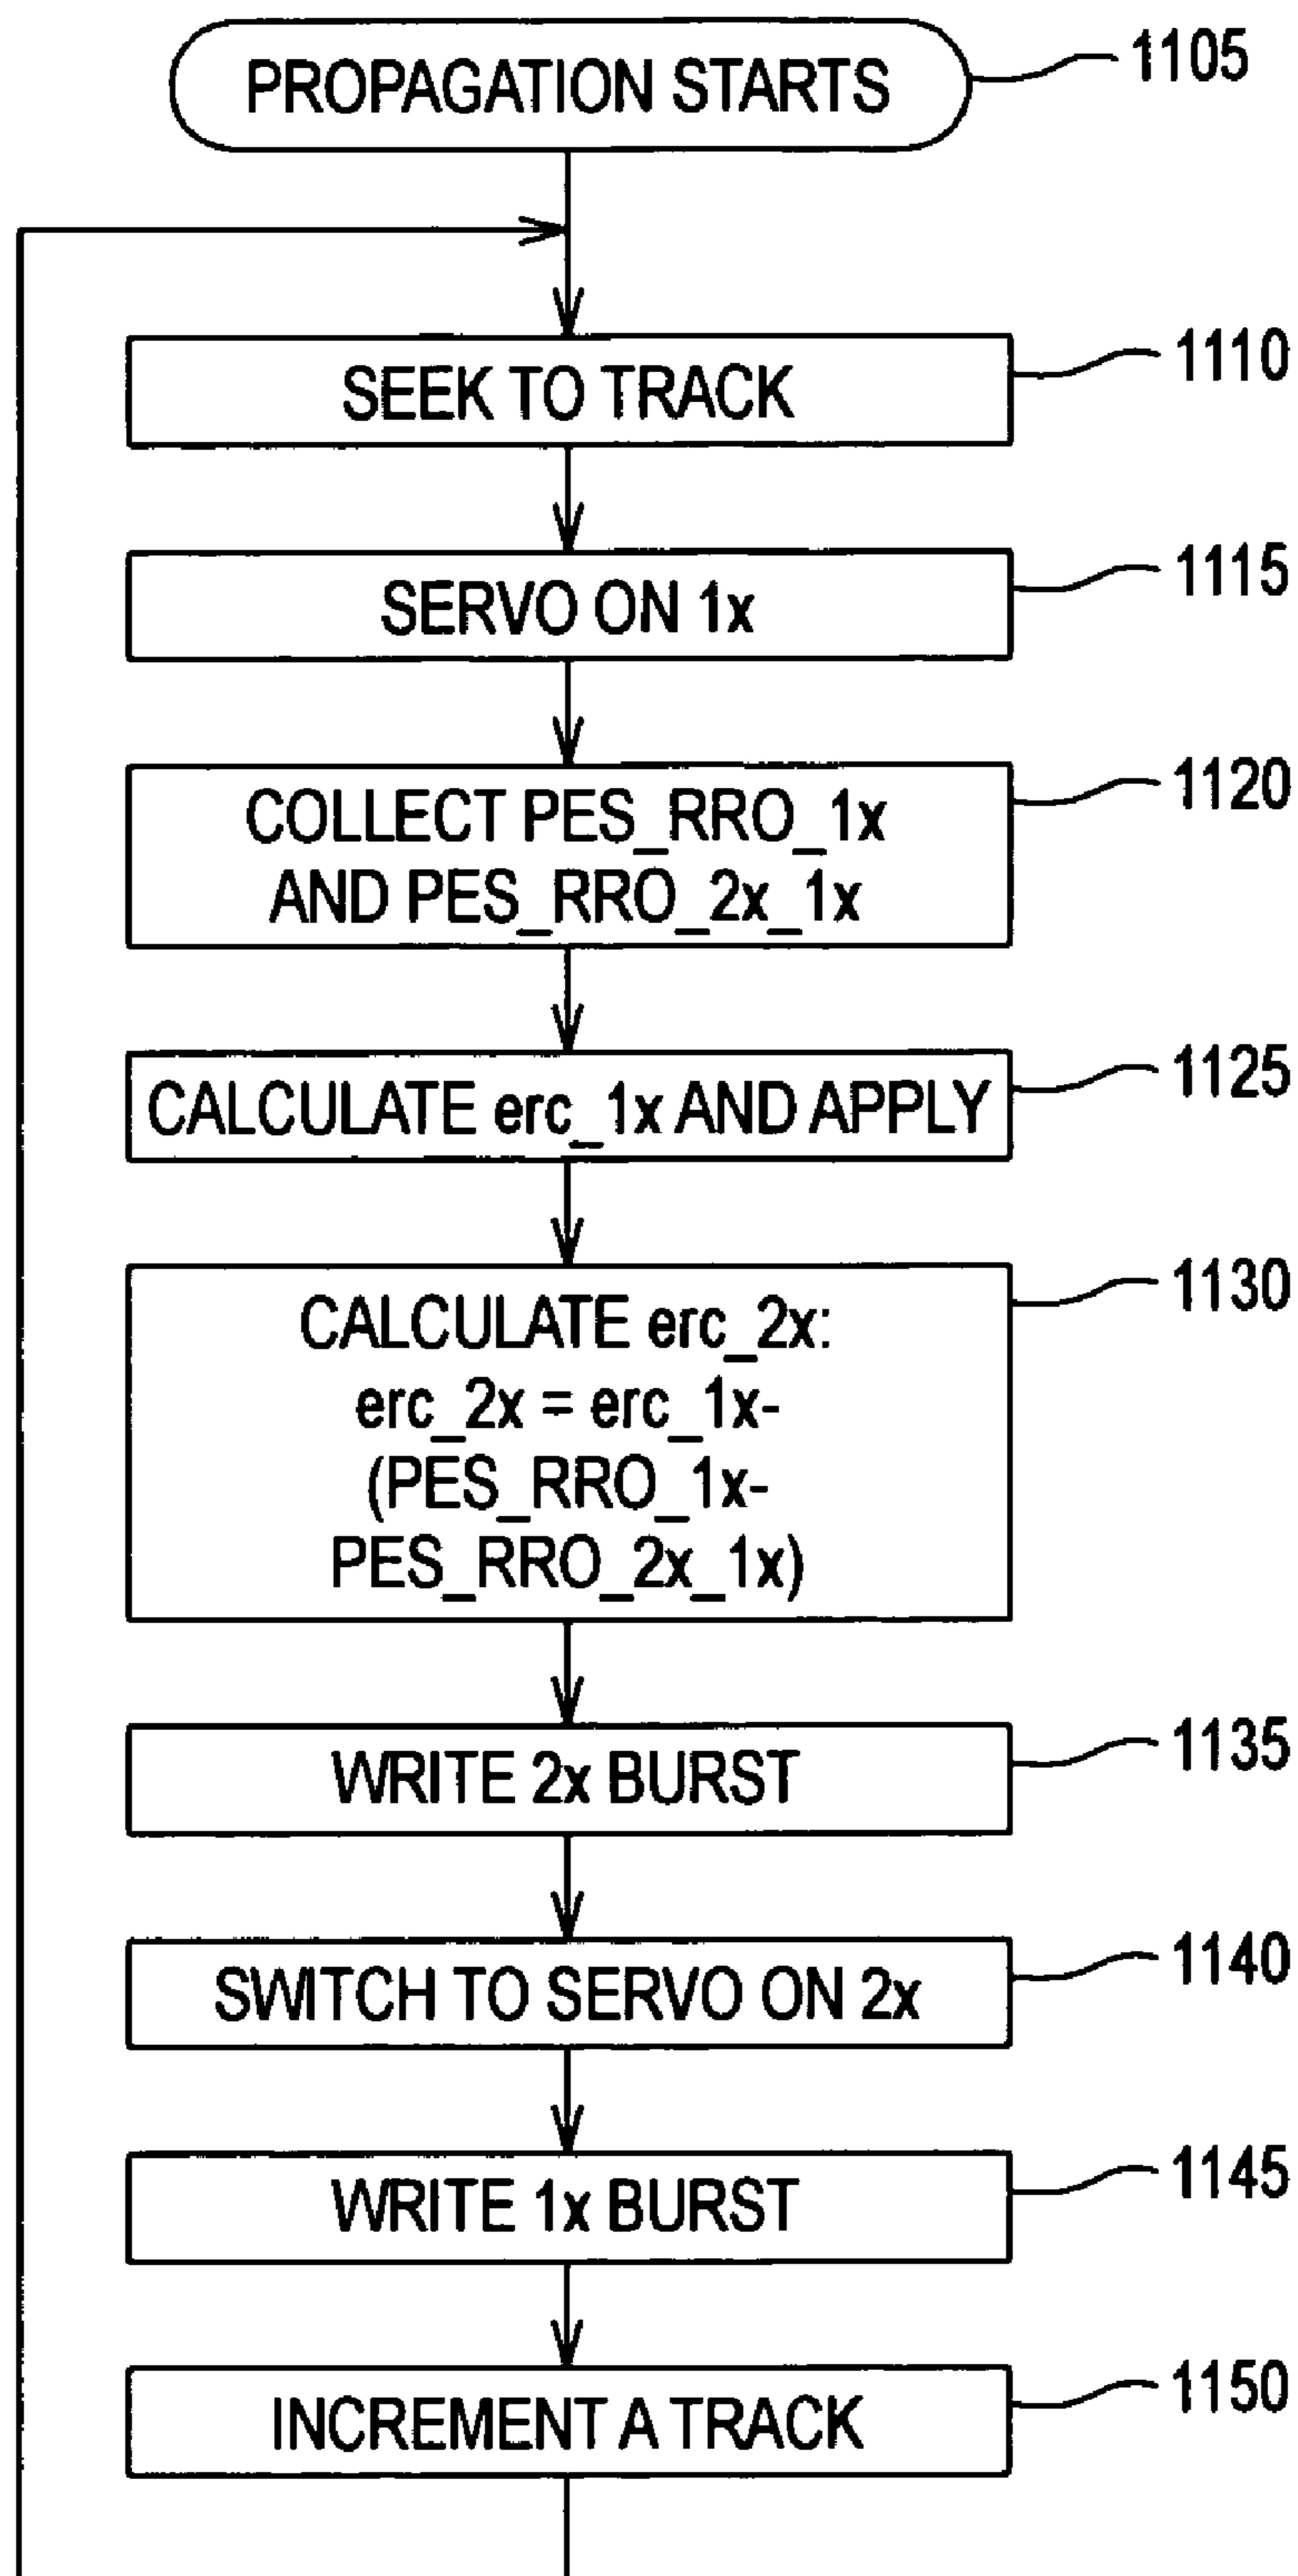 PROPAGATION STARTS
1105
SEEK TO TRACK
1110
SERVO ON 1x
1115
COLLECT PES_RRO_1x
AND PES_RRO_2x_1x
1120
CALCULATE erc_1x AND APPLY
1125
CALCULATE erc_2x:
erc_2x = erc_1x-
(PES_RRO_1x-
PES_RRO_2x_1x)
1130
WRITE 2x BURST
1135
SWITCH TO SERVO ON 2x
1140
WRITE 1x BURST
1145
INCREMENT A TRACK
1150